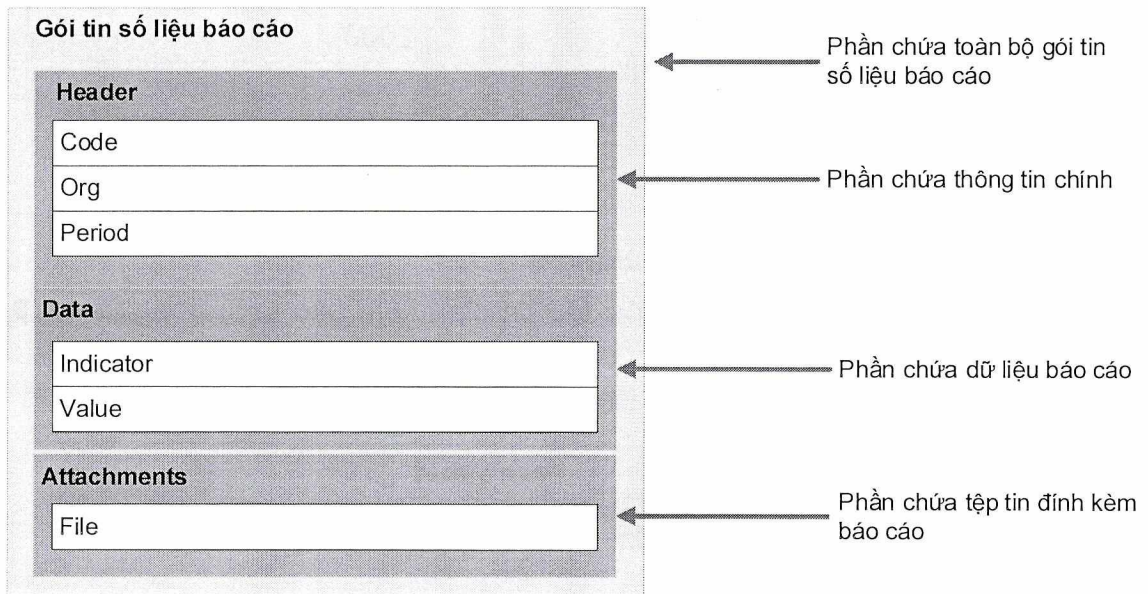 Gói tin số liệu báo cáo
Phần chứa toàn bộ gói tin
số liệu báo cáo
Header
Code
Org
Period
Phần chứa thông tin chính
Data
Indicator
Value
Phần chứa dữ liệu báo cáo
Attachments
File
Phần chứa tệp tin đính kèm
báo cáo